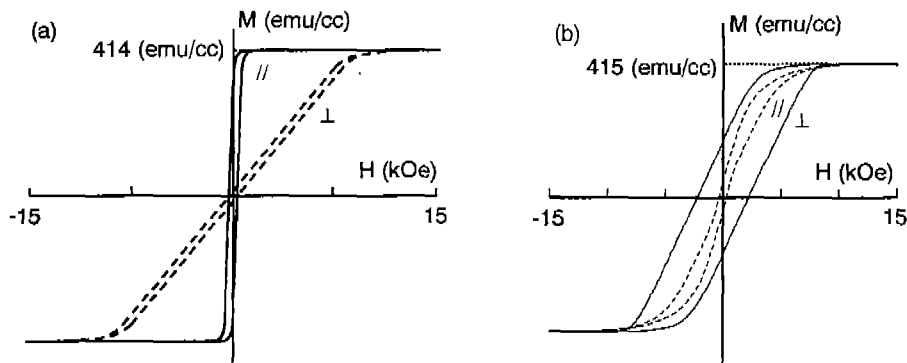 (a)
M (emu/cc)
414 (emu/cc)
//
⊥
H (kOe)
-15
15
(b)
M (emu/cc)
415 (emu/cc)
//
⊥
H (kOe)
-15
15